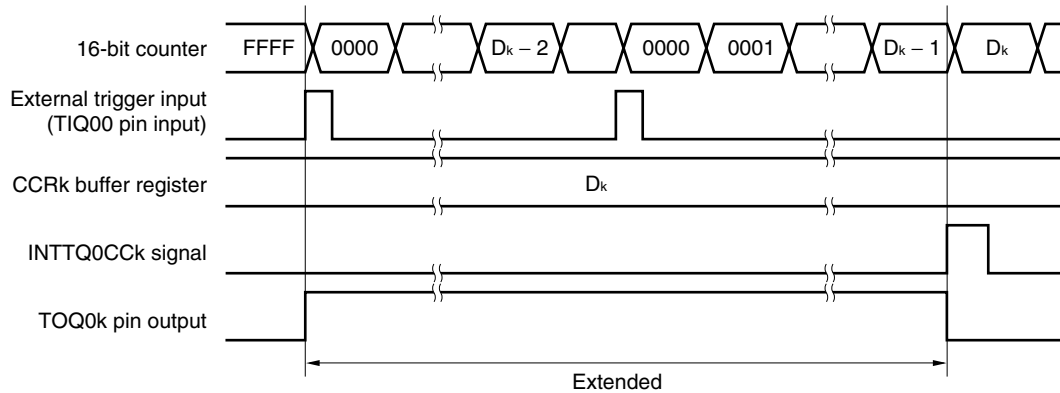 16-bit counter FFFF 0000 Dk − 2 0000 0001 Dk − 1 Dk
External trigger input
(TIQ00 pin input)
CCRk buffer register Dk
INTTQ0CCk signal
TOQ0k pin output
Extended